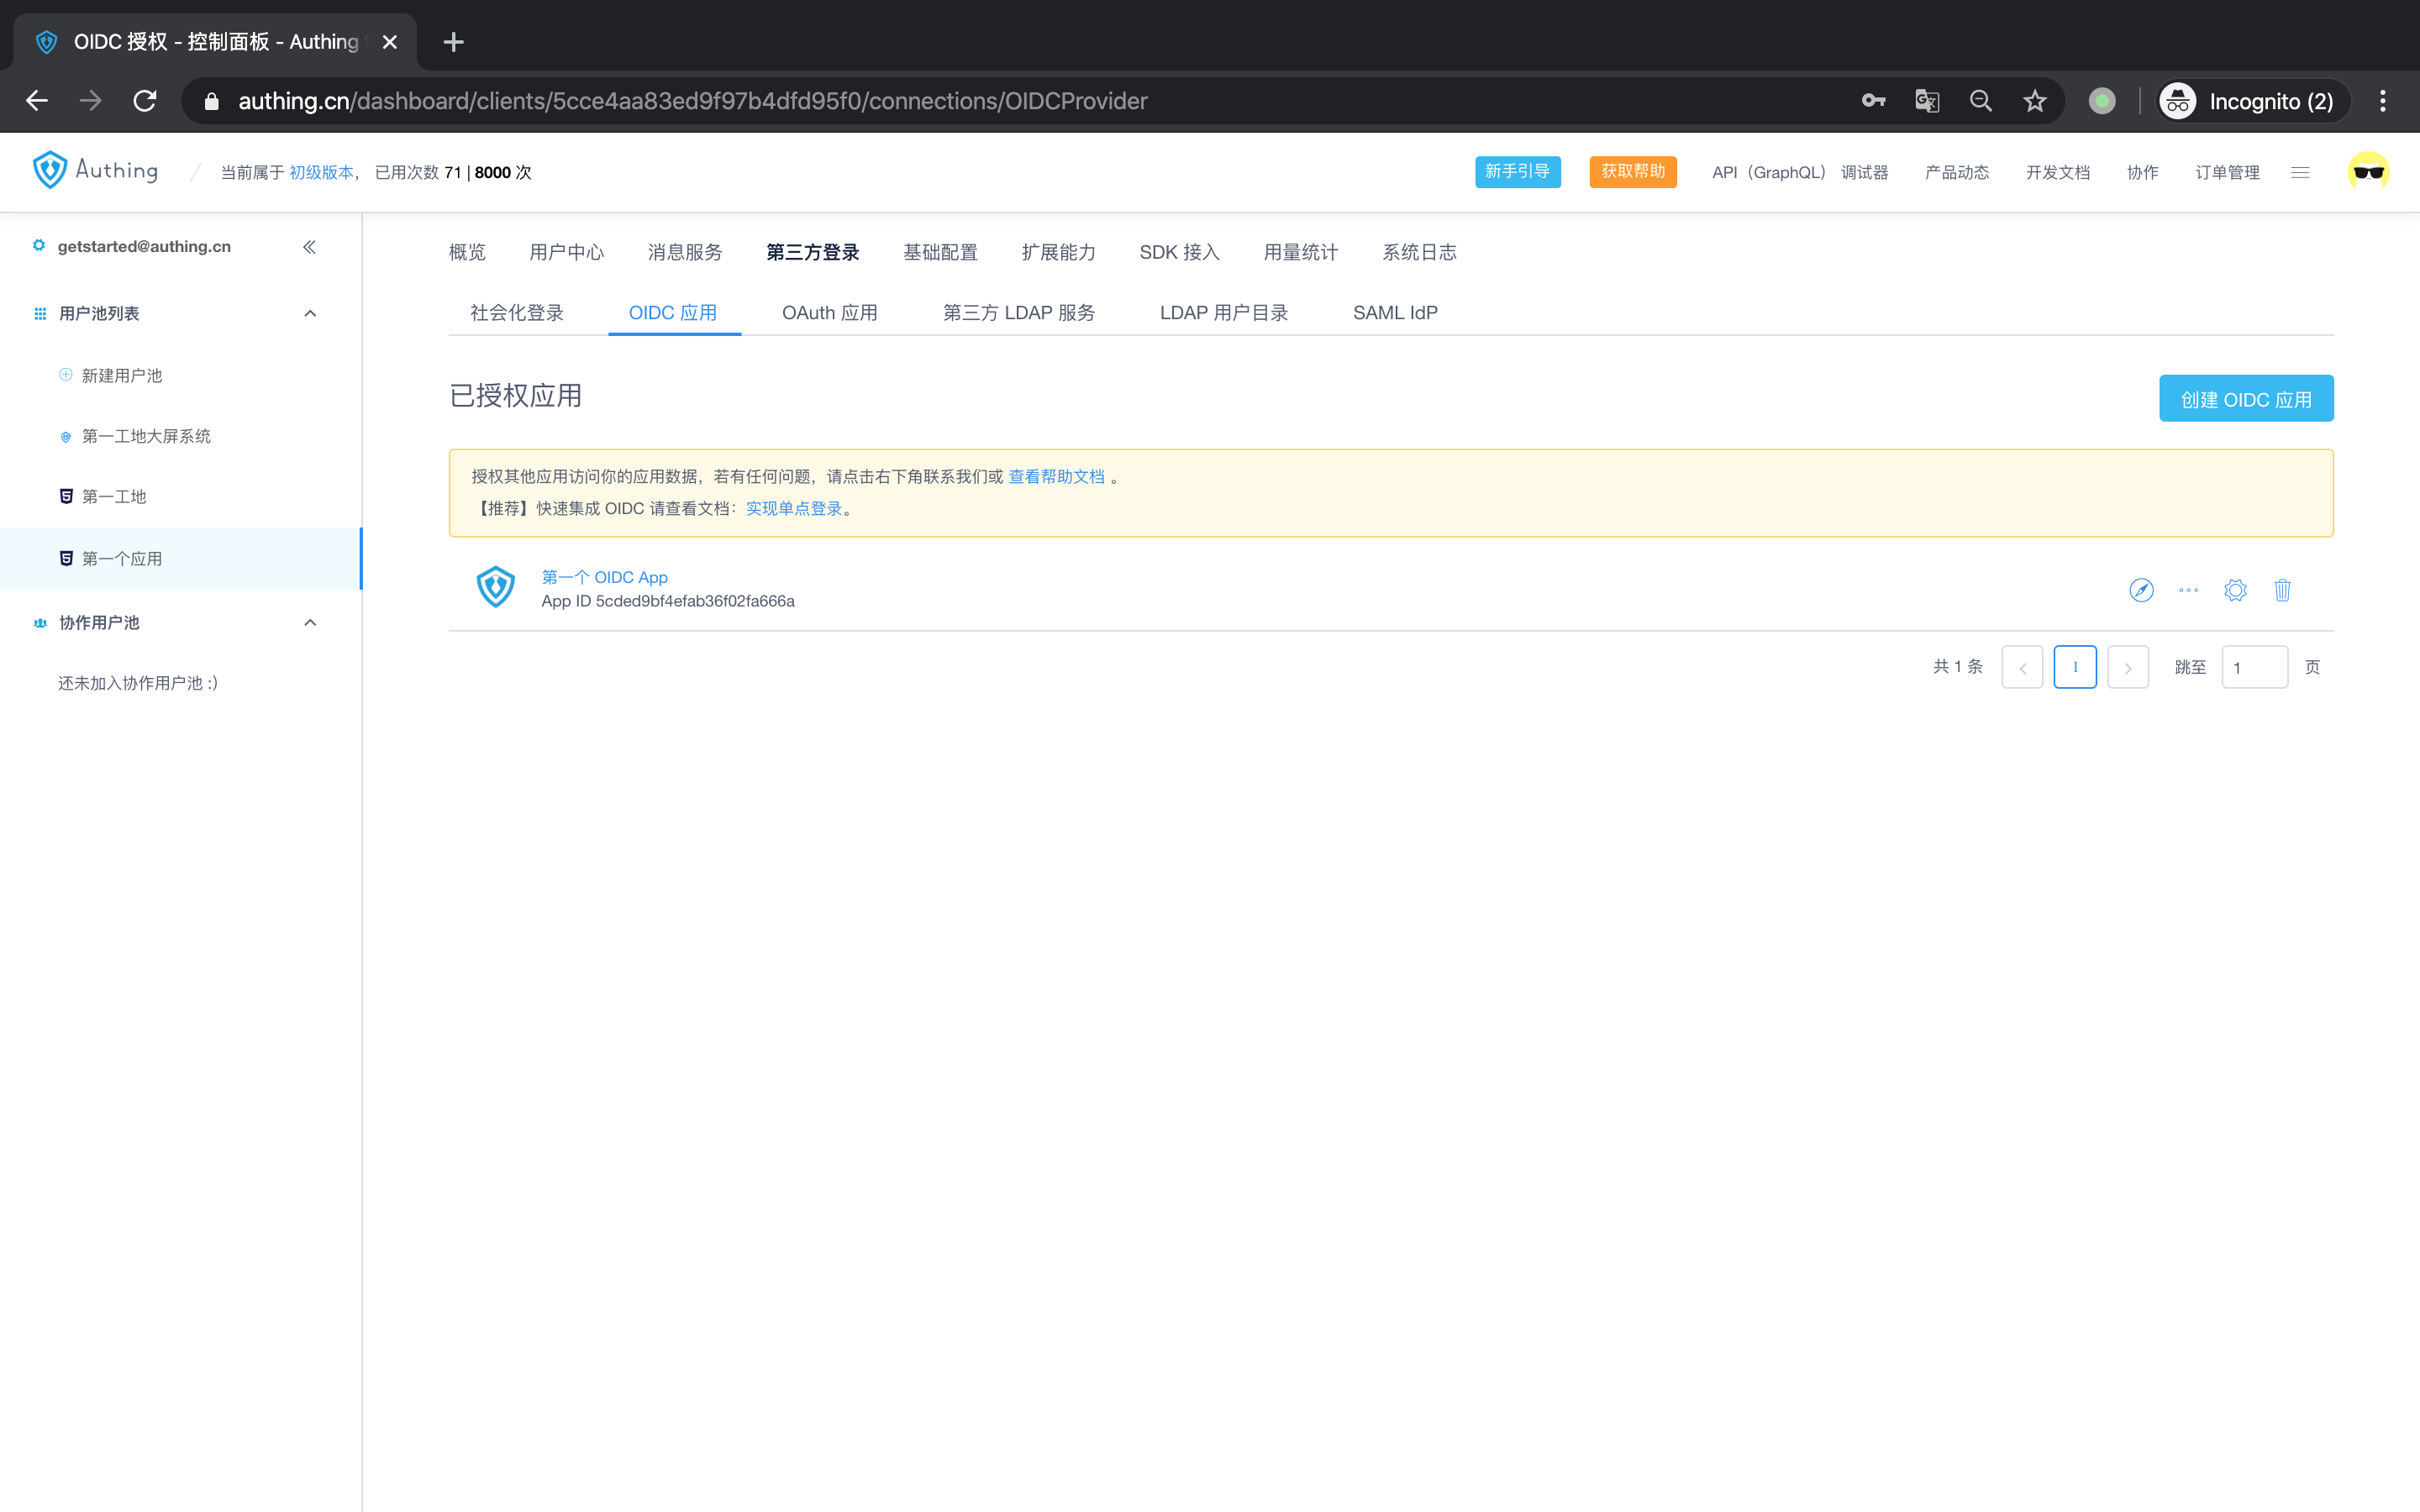 OIDC 授权 - 控制面板 - Authing
authing.cn/dashboard/clients/5cce4aa83ed9f97b4dfd95f0/connections/OIDCProvider
Incognito (2)
Authing
当前属于 初级版本， 已用次数 71 | 8000 次
新手引导
获取帮助
API（GraphQL） 调试器
产品动态
开发文档
协作
订单管理
getstarted@authing.cn
用户池列表
新建用户池
第一工地大屏系统
第一工地
第一个应用
协作用户池
还未加入协作用户池 :)
概览 用户中心 消息服务 第三方登录 基础配置 扩展能力 SDK 接入 用量统计 系统日志
社会化登录 OIDC 应用 OAuth 应用 第三方 LDAP 服务 LDAP 用户目录 SAML IdP
已授权应用
创建 OIDC 应用
授权其他应用访问你的应用数据，若有任何问题，请点击右下角联系我们或 查看帮助文档 。
【推荐】快速集成 OIDC 请查看文档：实现单点登录。
第一个 OIDC App
App ID 5cded9bf4efab36f02fa666a
共 1 条 1 跳至 1 页